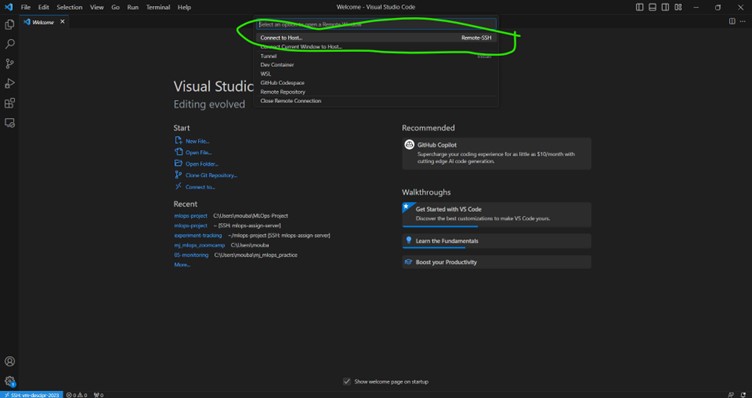 File Edit Selection View Go Run Terminal Help
Welcome - Visual Studio Code
Welcome
Select an option to open a Remote Window
Connect to Host... Remote-SSH
Connect Current Window to Host...
Tunnel
Dev Container
WSL
GitHub Codespace
Remote Repository
Close Remote Connection
Visual Studio
Editing evolved
Start
New File...
Open File...
Open Folder...
Clone Git Repository...
Connect to...
Recent
mlops-project C:\Users\mouba\MLOps-Project
mlops-project ~ [SSH: mlops-assign-server]
experiment-tracking ~/mlops-project [SSH: mlops-assign-server]
mj_mlops_zoomcamp C:\Users\mouba
05-monitoring C:\Users\mouba\mj_mlops_practice
More...
Recommended
GitHub Copilot
Supercharge your coding experience for as little as $10/month with
cutting edge AI code generation.
Walkthroughs
Get Started with VS Code
Discover the best customizations to make VS Code yours.
Learn the Fundamentals
Boost your Productivity
Show welcome page on startup
0 0 0